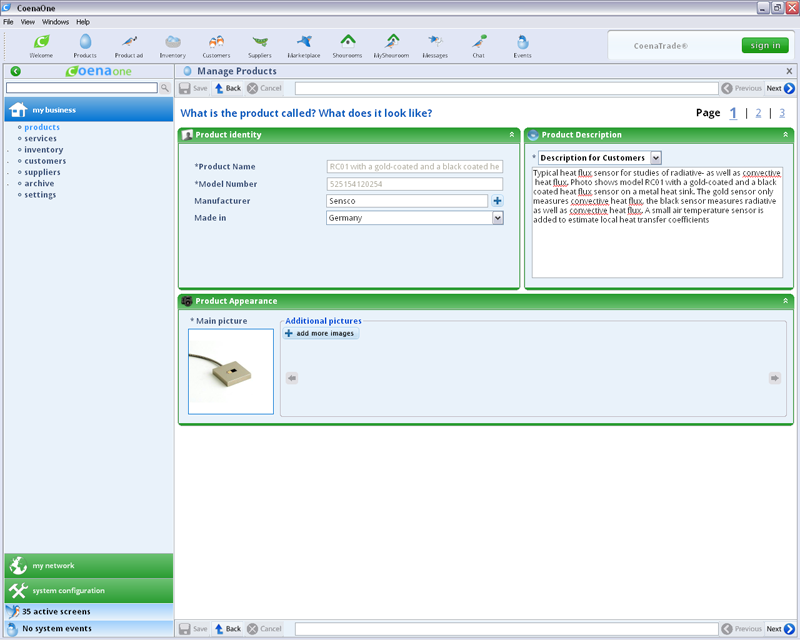 CoenaOne
File View Windows Help
Welcome Products Product ad Inventory Customers Suppliers Marketplace Showrooms MyShowroom Messages Chat Events
CoenaTrade®
sign in
Coenaone
Manage Products
Save Back Cancel Previous Next
my business
products
services
inventory
customers
suppliers
archive
settings
What is the product called? What does it look like?
Page 1 | 2 | 3
Product identity
*Product Name RC01 with a gold-coated and a black coated he
*Model Number 525154120254
Manufacturer Sensco
Made in Germany
Product Description
* Description for Customers
Typical heat flux sensor for studies of radiative- as well as convective
heat flux. Photo shows model RC01 with a gold-coated and a black
coated heat flux sensor on a metal heat sink. The gold sensor only
measures convective heat flux, the black sensor measures radiative
as well as convective heat flux. A small air temperature sensor is
added to estimate local heat transfer coefficients
Product Appearance
* Main picture
Additional pictures
add more images
my network
system configuration
35 active screens
No system events
Save Back Cancel Previous Next